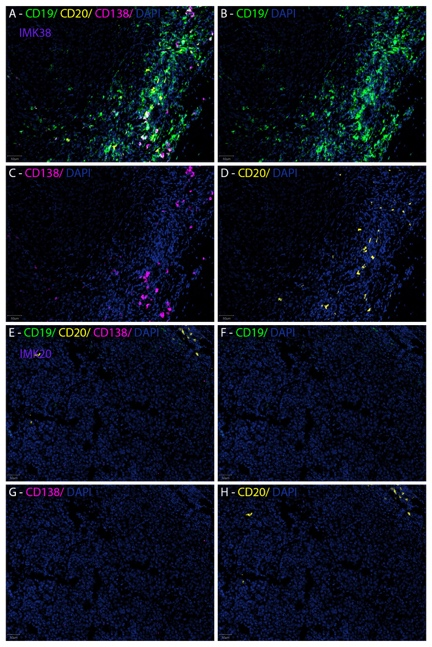 A - CD19/ CD20/ CD138/ DAPI
IMK38
B - CD19/ DAPI
C - CD138/ DAPI
D - CD20/ DAPI
E - CD19/ CD20/ CD138/ DAPI
IMK20
F - CD19/ DAPI
G - CD138/ DAPI
H - CD20/ DAPI